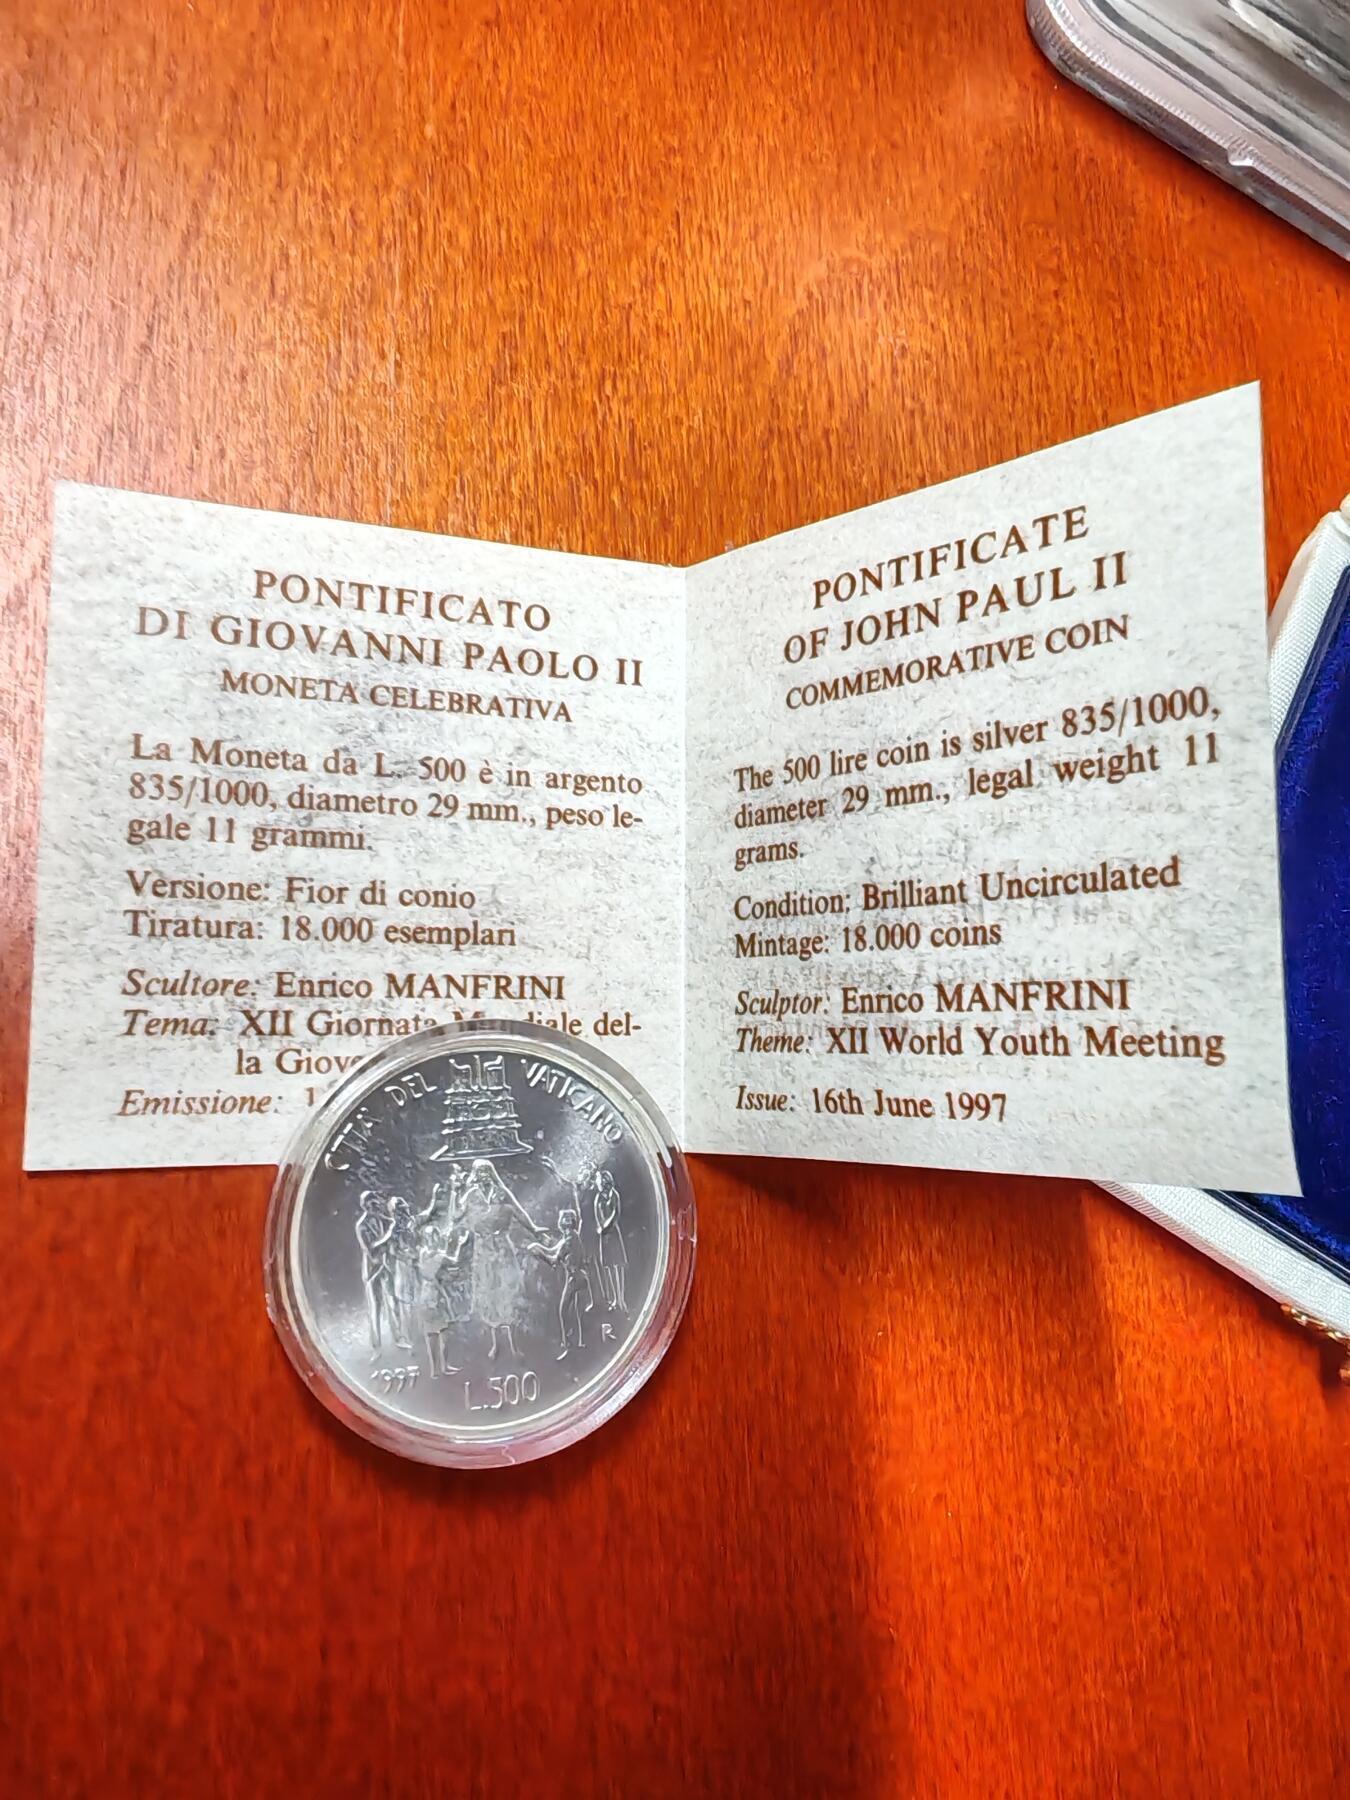 PONTIFICATO
DI GIOVANNI PAOLO II
MONETA CELEBRATIVA
La Moneta da L. 500 è in argento
835/1000, diametro 29 mm., peso le-
gale 11 grammi.
Versione: Fior di conio
Tiratura: 18.000 esemplari
Scultore: Enrico MANFRINI
Tema: XII Giornata Mondiale del-
la
Emissione:
PONTIFICATE
OF JOHN PAUL II
COMMEMORATIVE COIN
The 500 lire coin is silver 835/1000,
diameter 29 mm., legal weight 11
grams.
Condition: Brilliant Uncirculated
Mintage: 18.000 coins
Sculptor: Enrico MANFRINI
Theme: XII World Youth Meeting
Issue: 16th June 1997
CITTA' DEL VATICANO
R
1997
L.500